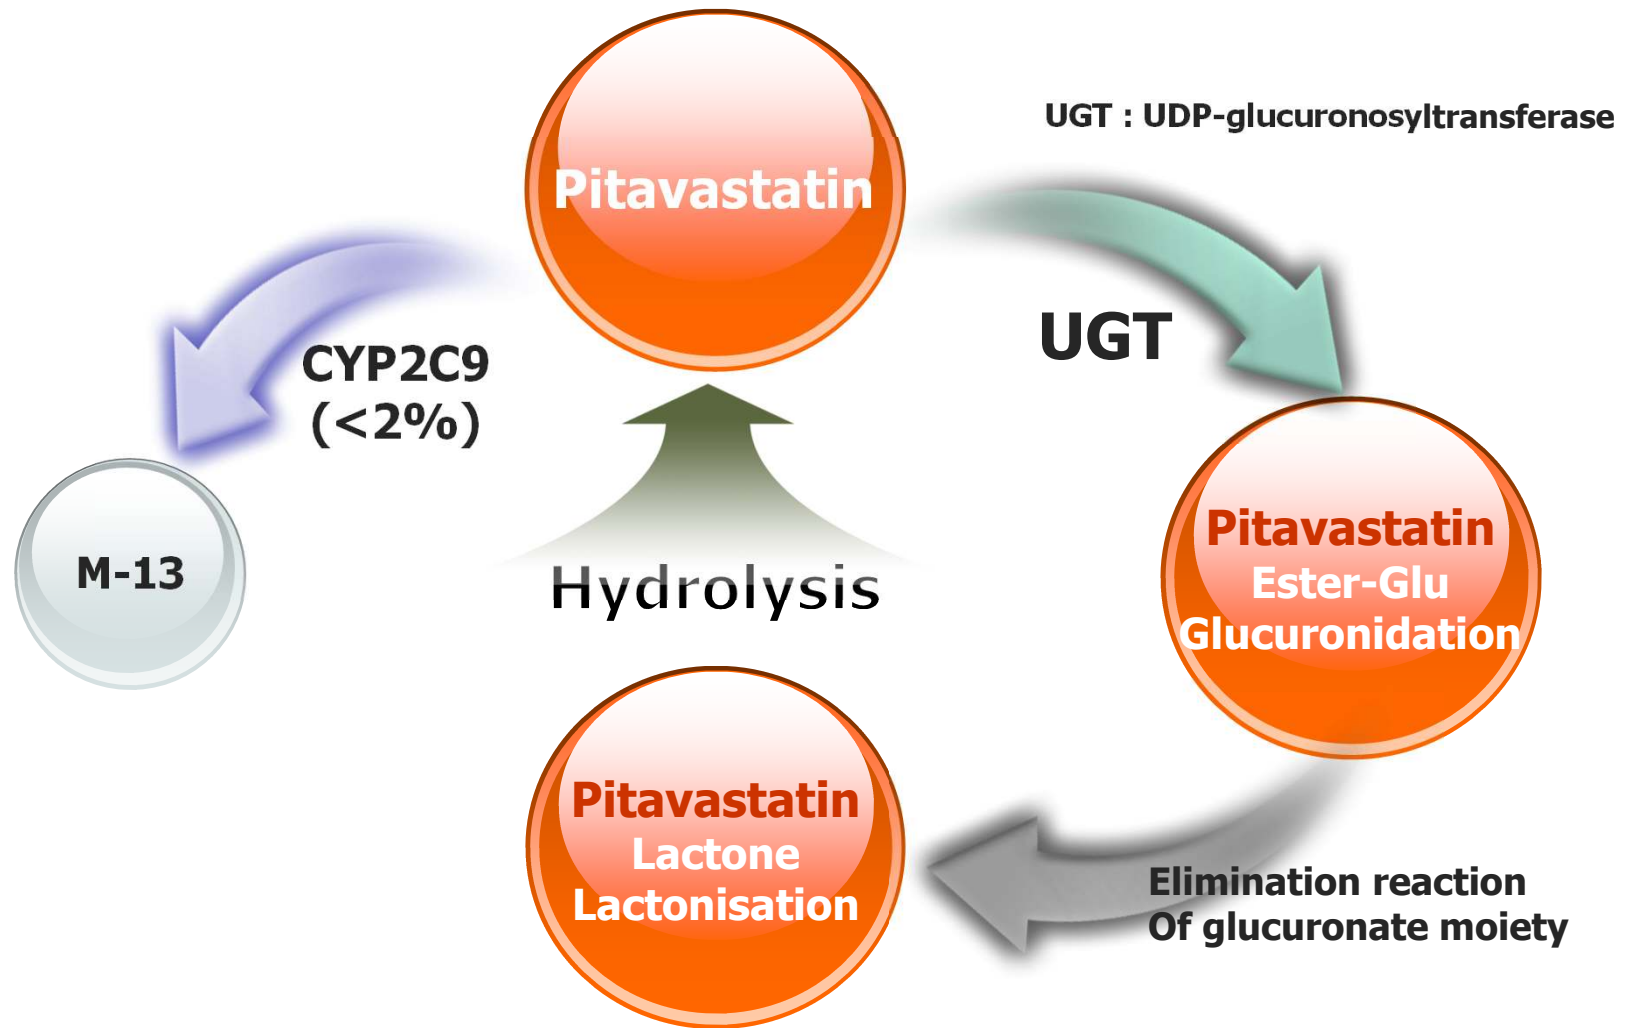 Pitavastatin
UGT : UDP-glucuronosyltransferase
UGT
CYP2C9
(<2%)
M-13
Hydrolysis
Pitavastatin
Ester-Glu
Glucuronidation
Pitavastatin
Lactone
Lactonisation
Elimination reaction
Of glucuronate moiety